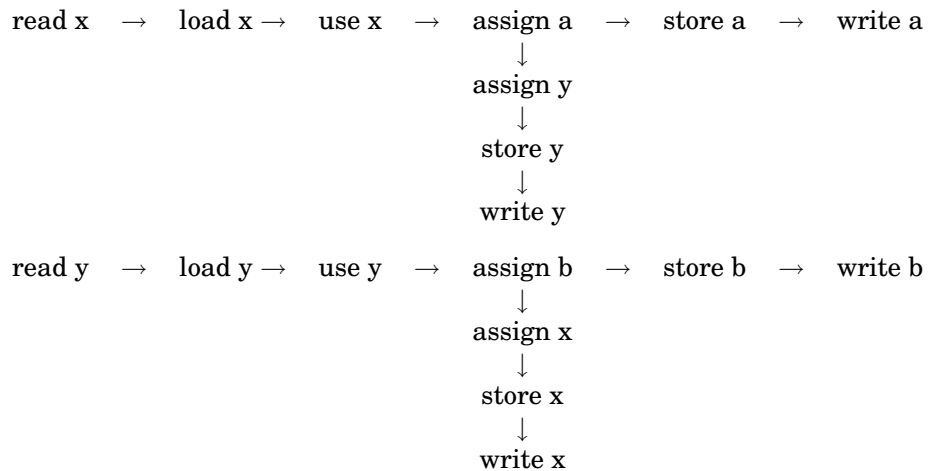 read x → load x → use x → assign a → store a → write a
↓
assign y
↓
store y
↓
write y
read y → load y → use y → assign b → store b → write b
↓
assign x
↓
store x
↓
write x